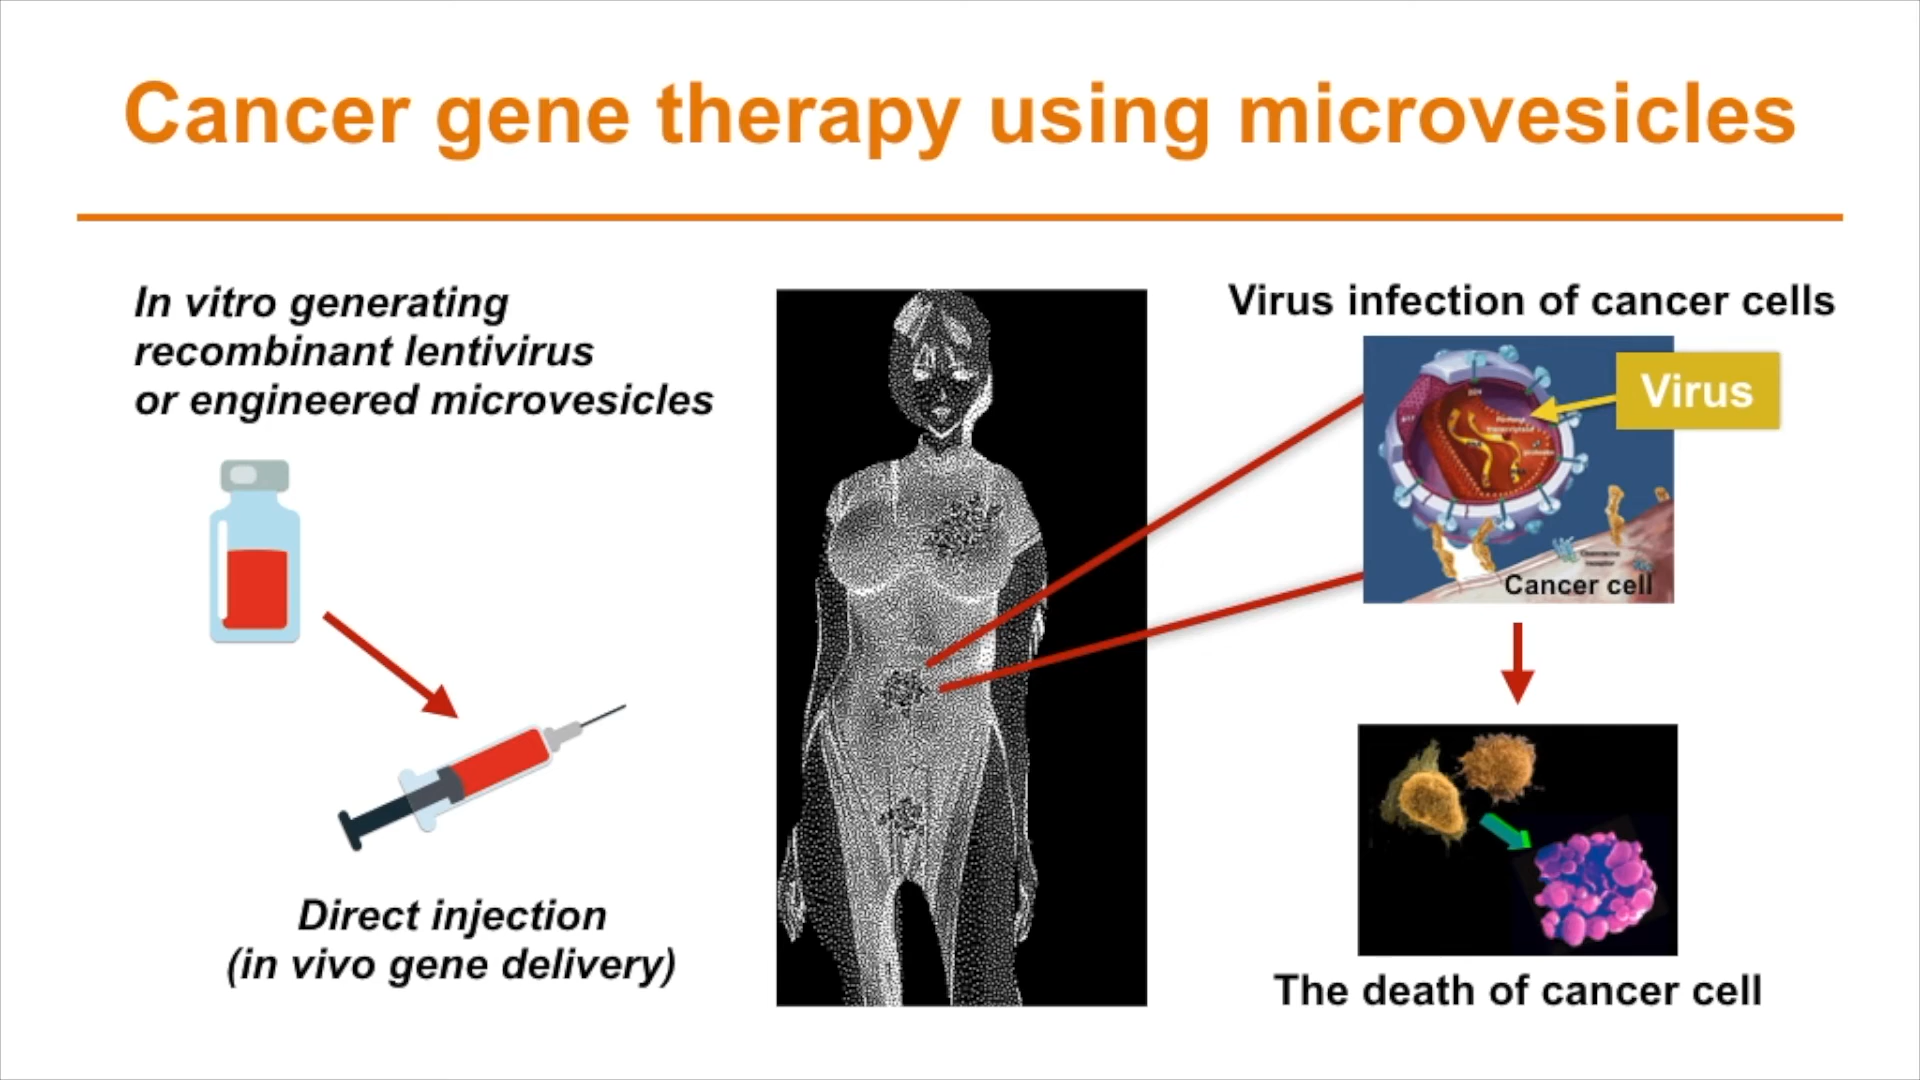 Cancer gene therapy using microvesicles
In vitro generating
recombinant lentivirus
or engineered microvesicles
Direct injection
(in vivo gene delivery)
Virus infection of cancer cells
Virus
Cancer cell
The death of cancer cell